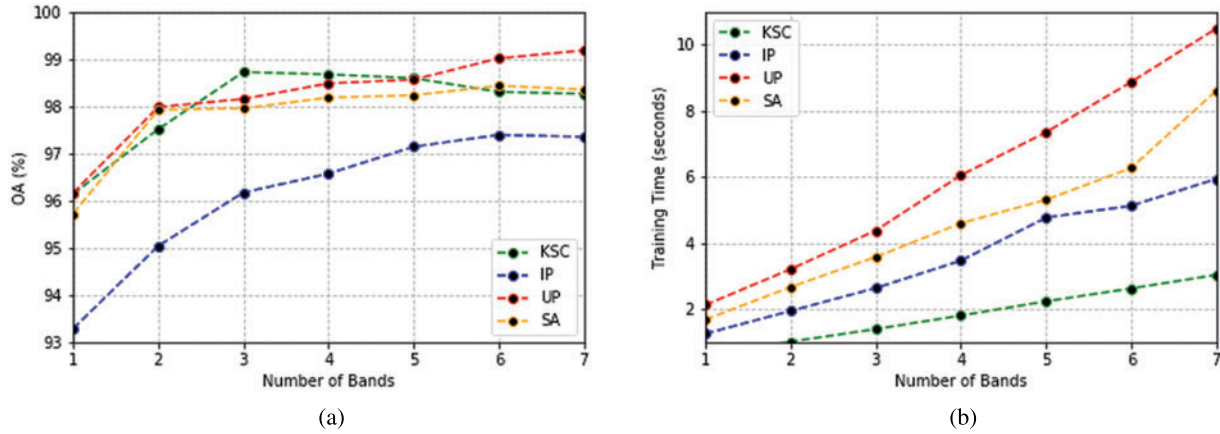 100
99
98
97
96
95
94
93
OA (%)
KSC
IP
UP
SA
1 2 3 4 5 6 7
Number of Bands
(a)
10
8
6
4
2
Training Time (seconds)
KSC
IP
UP
SA
1 2 3 4 5 6 7
Number of Bands
(b)